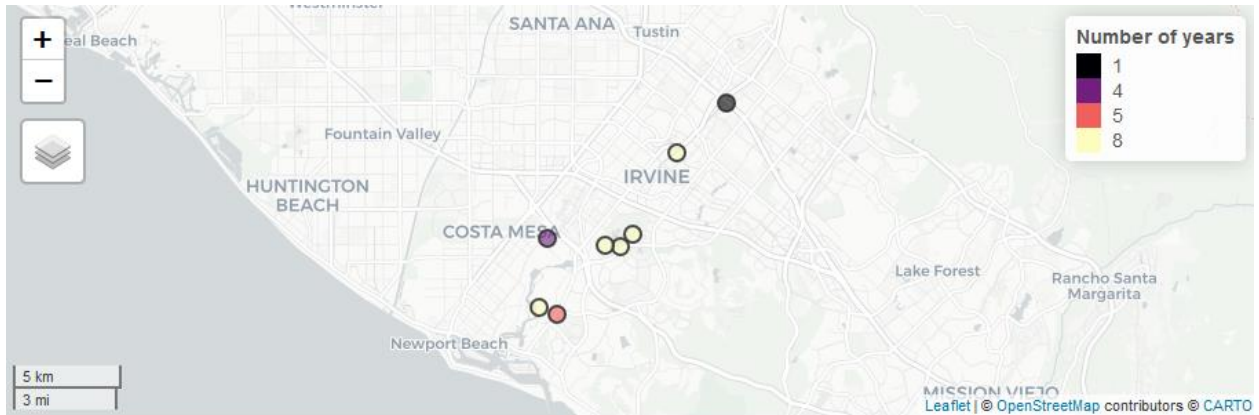 Westminster
SANTA ANA
Tustin
+
eal Beach
−
Number of years
1
4
5
8
Fountain Valley
HUNTINGTON
BEACH
IRVINE
COSTA MESA
Lake Forest
Rancho Santa
Margarita
Newport Beach
5 km
3 mi
MISSION VIEJO
Leaflet | © OpenStreetMap contributors © CARTO